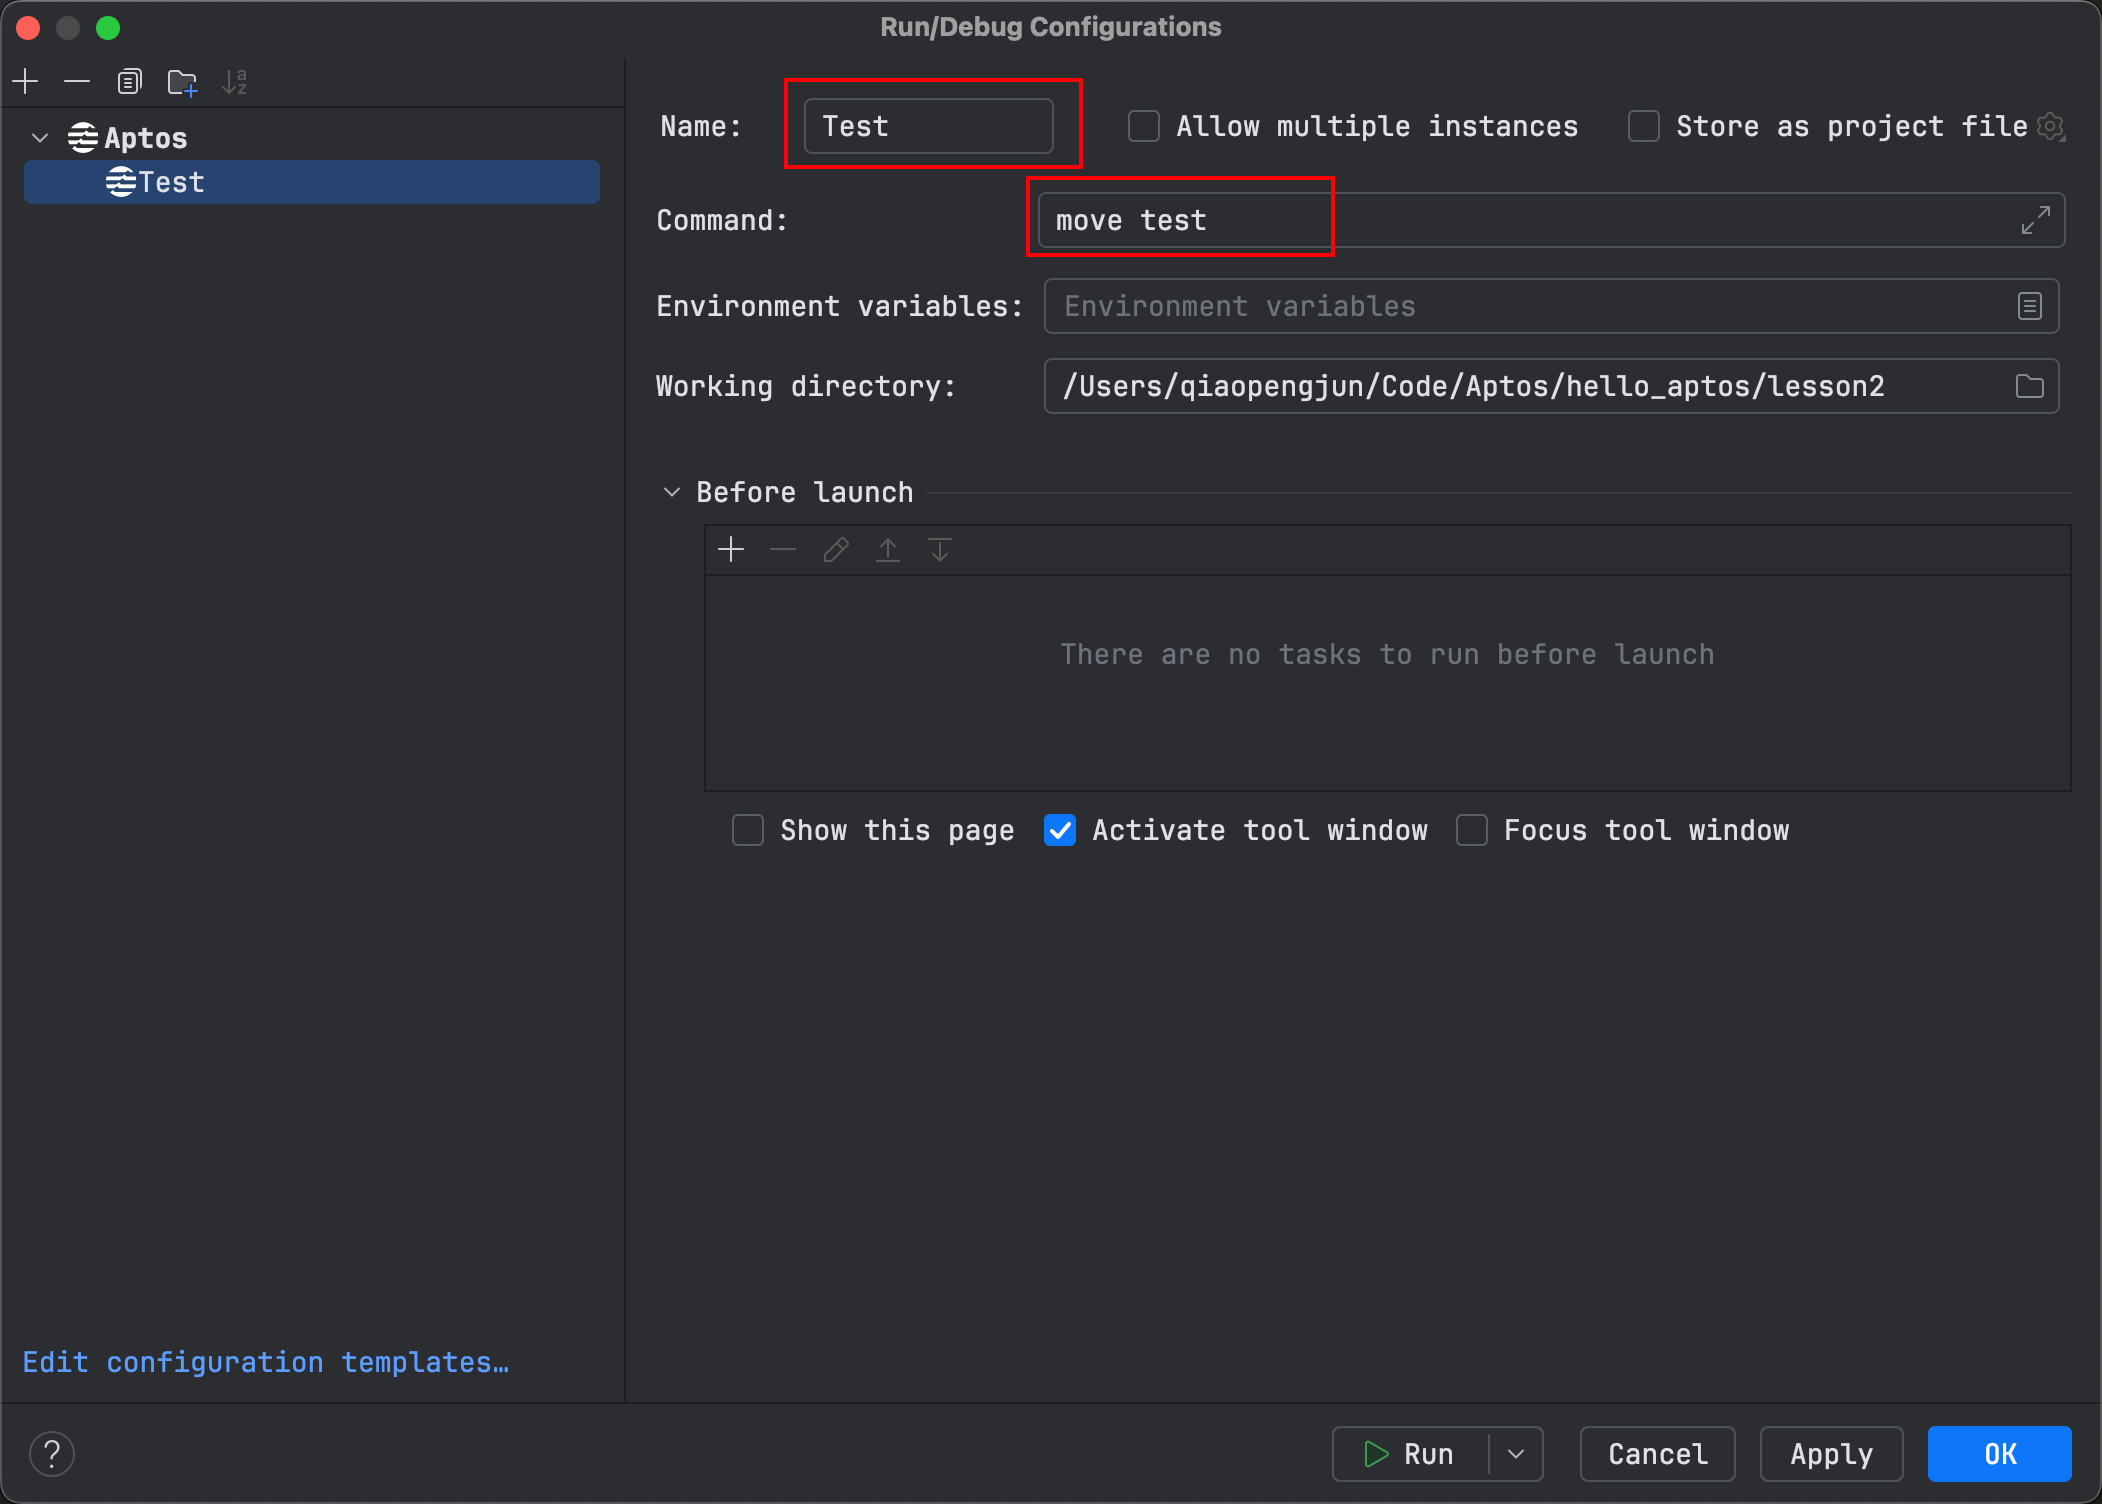 Run/Debug Configurations
Aptos
Test
Name: Test Allow multiple instances Store as project file
Command: move test
Environment variables: Environment variables
Working directory: /Users/qiaopengjun/Code/Aptos/hello_aptos/lesson2
Before launch
There are no tasks to run before launch
Show this page Activate tool window Focus tool window
Edit configuration templates…
? Run Cancel Apply OK